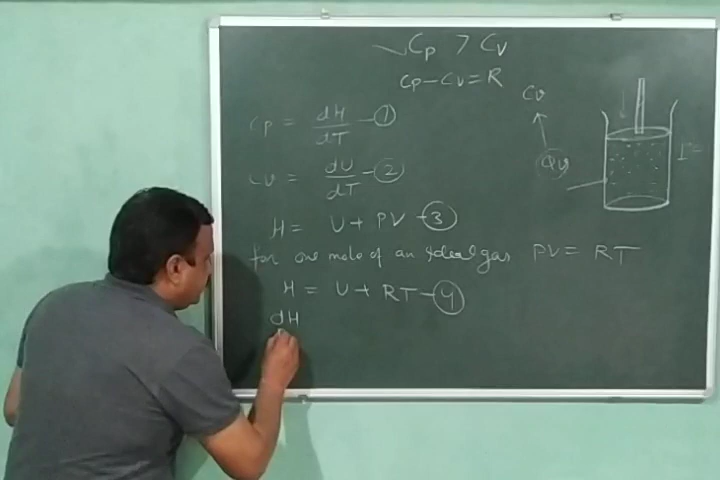 ✓Cp > Cv
Cp-Cv=R
Cp = dH/dT -①
Cv = dU/dT -②
H = U + PV -③
for one mole of an ideal gas PV = RT
H = U + RT -④
dH
Cv
Qv